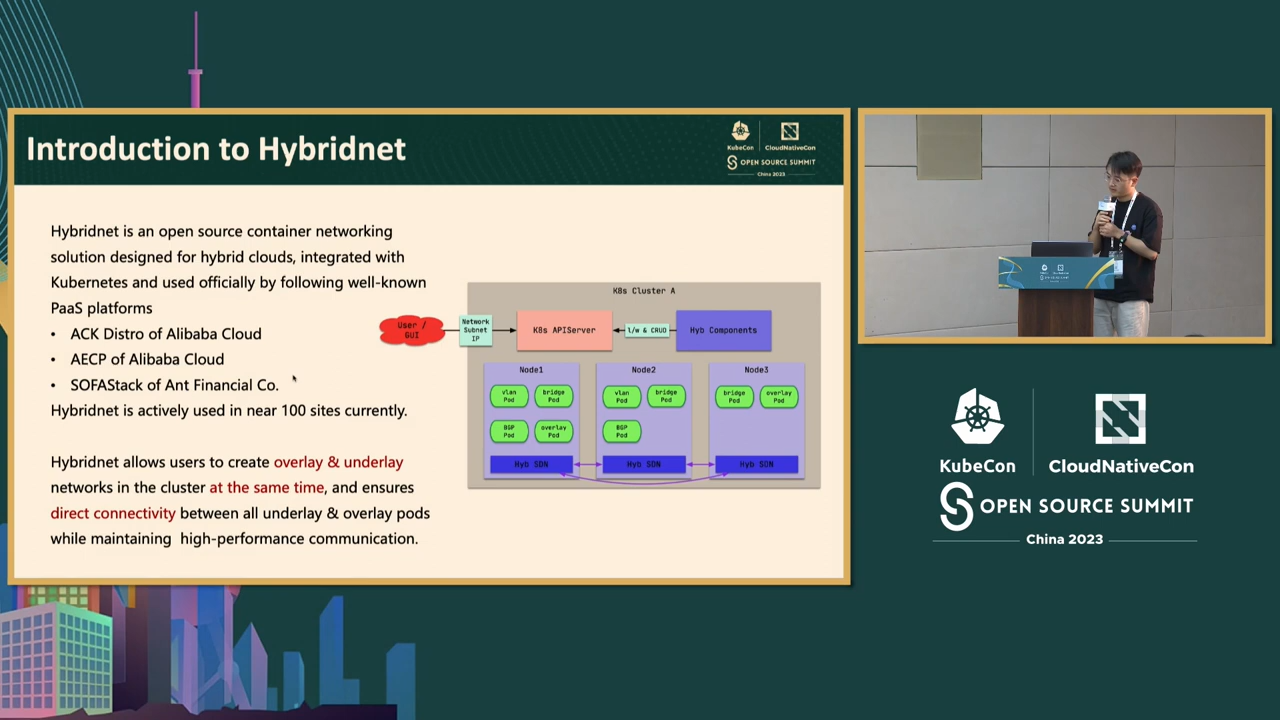 Introduction to Hybridnet
KubeCon
CloudNativeCon
OPEN SOURCE SUMMIT
China 2023
Hybridnet is an open source container networking
solution designed for hybrid clouds, integrated with
Kubernetes and used officially by following well-known
PaaS platforms
• ACK Distro of Alibaba Cloud
• AECP of Alibaba Cloud
• SOFAStack of Ant Financial Co.
Hybridnet is actively used in near 100 sites currently.
Hybridnet allows users to create overlay & underlay
networks in the cluster at the same time, and ensures
direct connectivity between all underlay & overlay pods
while maintaining high-performance communication.
K8s Cluster A
User /
GUI
Network
Subnet
IP
K8s APIServer
l/w & CRUD
Hyb Components
Node1
vlan
Pod
bridge
Pod
BGP
Pod
overlay
Pod
Hyb SDN
Node2
vlan
Pod
bridge
Pod
BGP
Pod
Hyb SDN
Node3
bridge
Pod
overlay
Pod
Hyb SDN
KubeCon
CloudNativeCon
OPEN SOURCE SUMMIT
China 2023